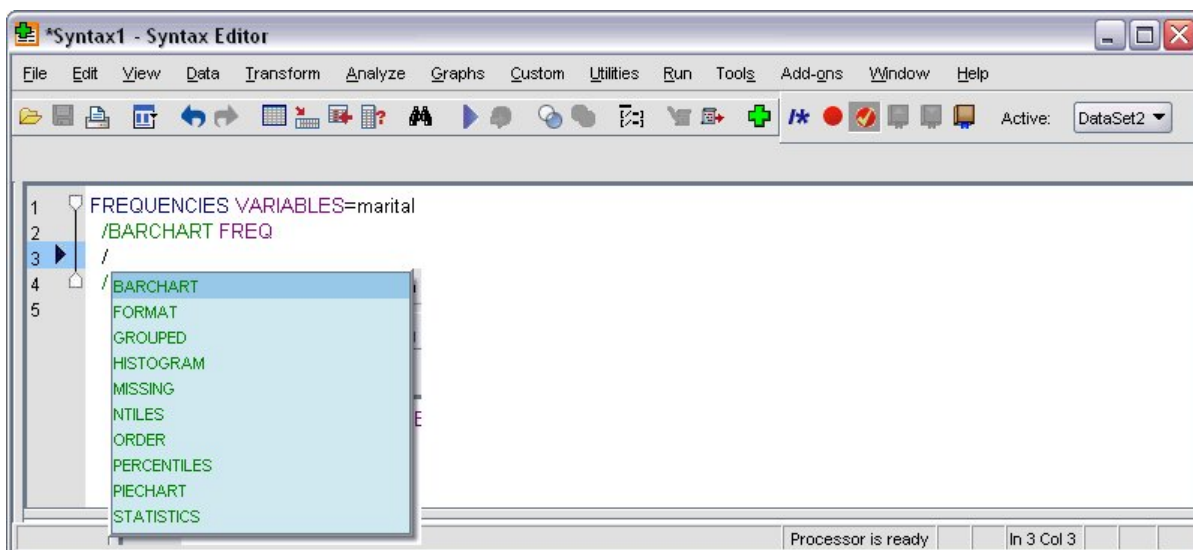 *Syntax1 - Syntax Editor
File Edit View Data Transform Analyze Graphs Custom Utilities Run Tools Add-ons Window Help
Active: DataSet2
1 FREQUENCIES VARIABLES=marital
2 /BARCHART FREQ
3 /
4 /
5
BARCHART
FORMAT
GROUPED
HISTOGRAM
MISSING
NTILES
ORDER
PERCENTILES
PIECHART
STATISTICS
Processor is ready In 3 Col 3